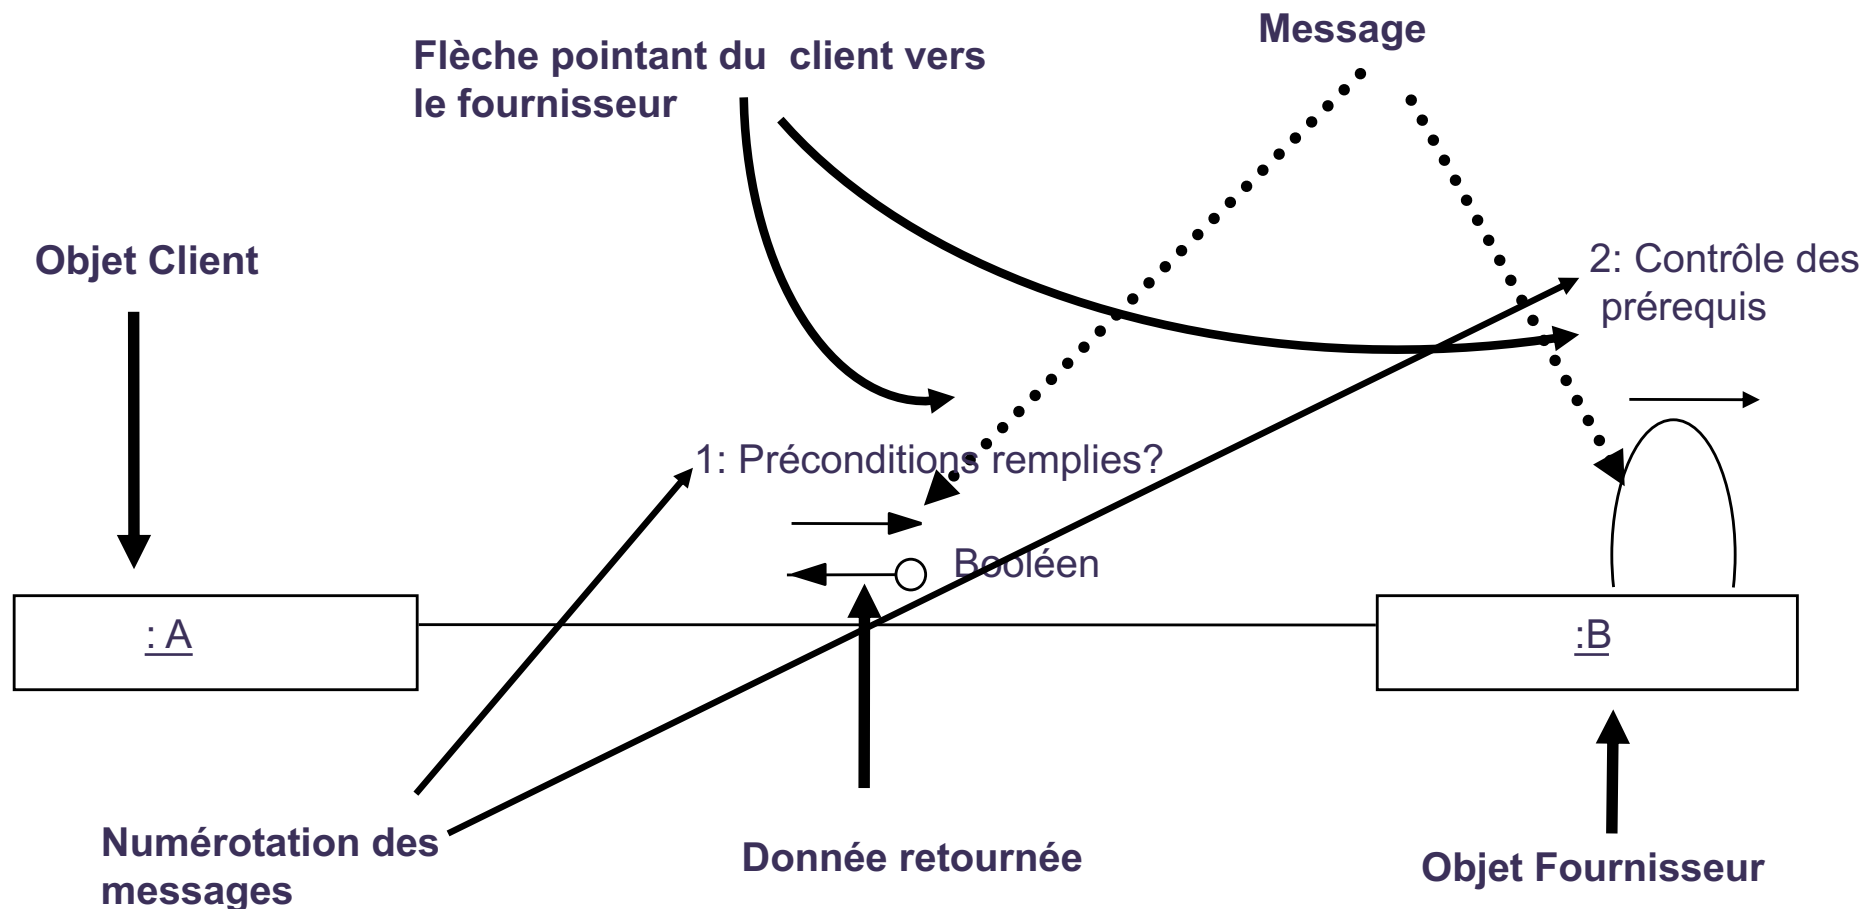 Message
Flèche pointant du client vers
le fournisseur
Objet Client
2: Contrôle des
prérequis
1: Préconditions remplies?
Booléen
: A
:B
Numérotation des
messages
Donnée retournée
Objet Fournisseur